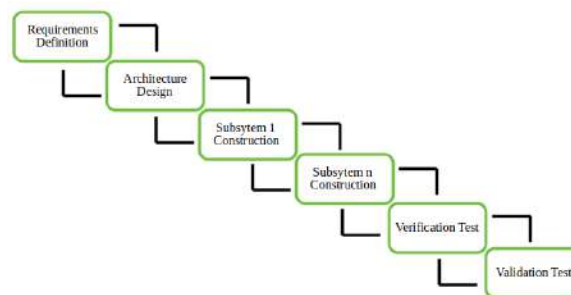 Requirements
Definition
Architecture
Design
Subsytem 1
Construction
Subsytem n
Construction
Verification Test
Validation Test